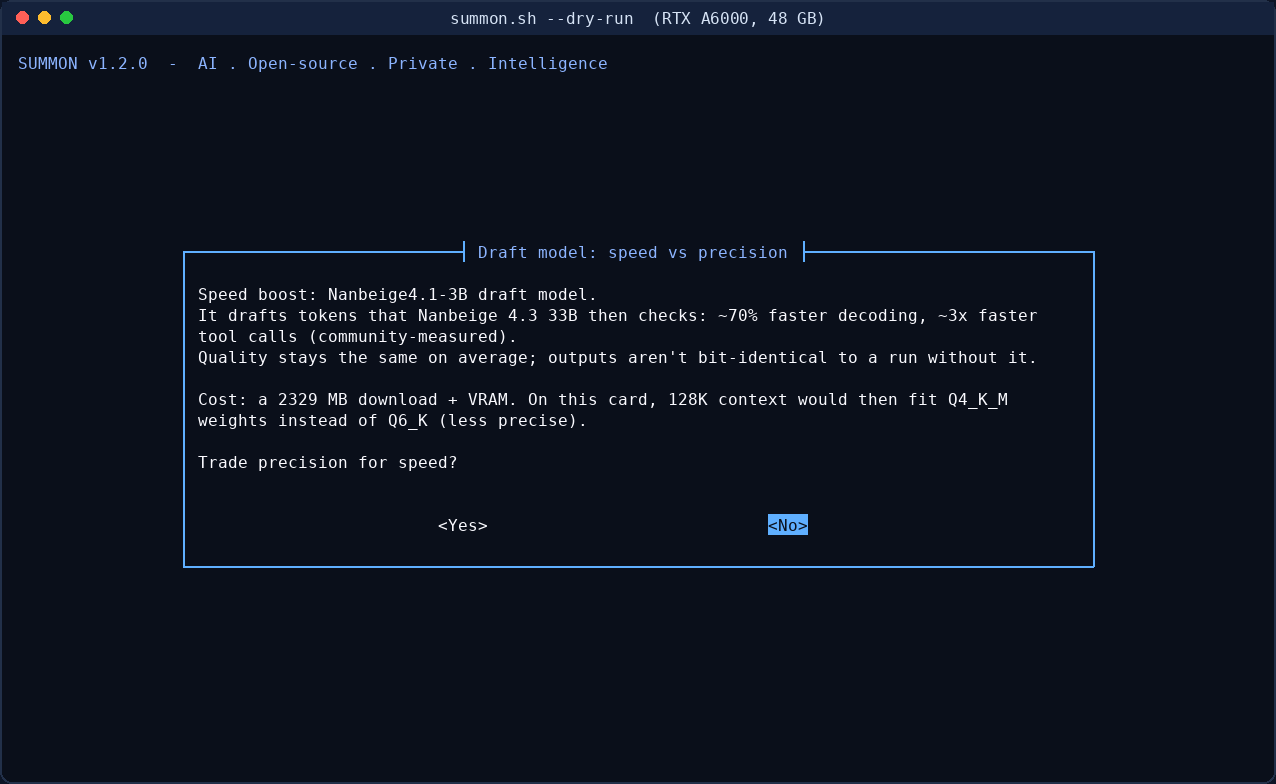 summon.sh --dry-run  (RTX A6000, 48 GB)
SUMMON v1.2.0  -  AI . Open-source . Private . Intelligence
Draft model: speed vs precision
Speed boost: Nanbeige4.1-3B draft model.
It drafts tokens that Nanbeige 4.3 33B then checks: ~70% faster decoding, ~3x faster
tool calls (community-measured).
Quality stays the same on average; outputs aren't bit-identical to a run without it.
Cost: a 2329 MB download + VRAM. On this card, 128K context would then fit Q4_K_M
weights instead of Q6_K (less precise).
Trade precision for speed?
<Yes>  <No>